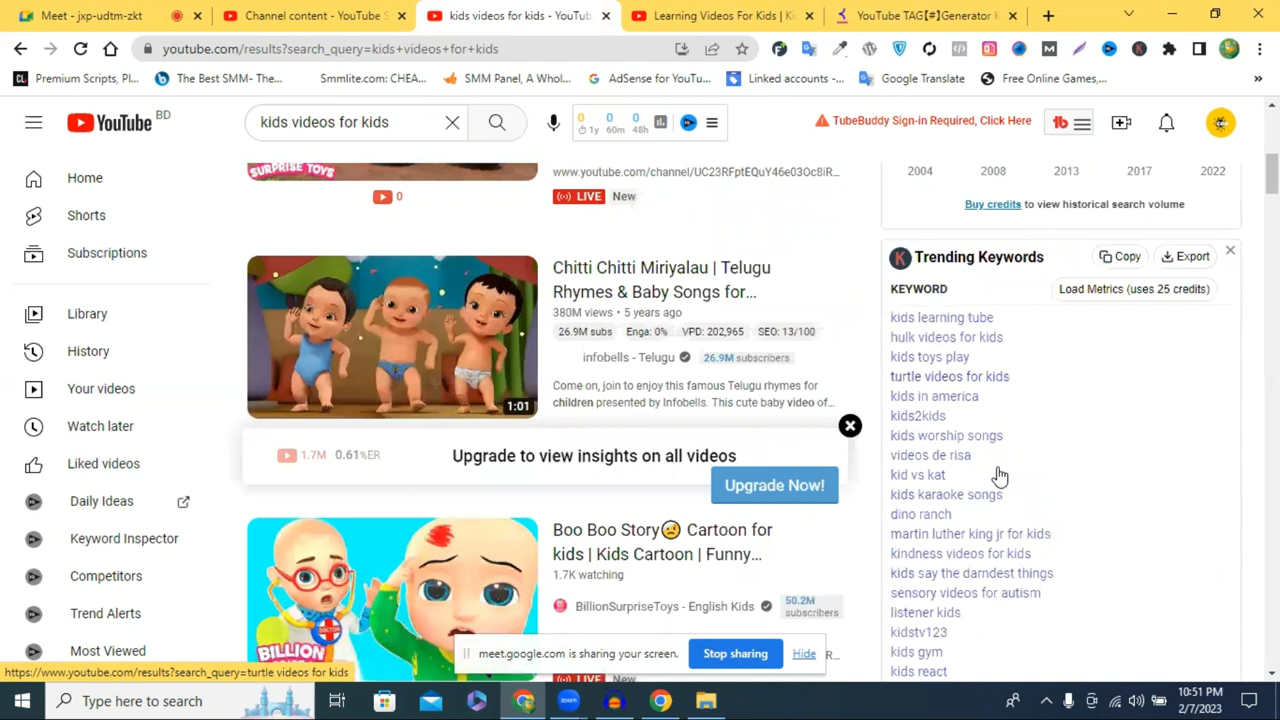 Meet - jxp-udtm-zkt
Channel content - YouTube S
kids videos for kids - YouTub
Learning Videos For Kids | Ki
YouTube TAG【#】Generator K
youtube.com/results?search_query=kids+videos+for+kids
Premium Scripts, Pl...
The Best SMM- The...
Smmlite.com: CHEA...
SMM Panel, A Whol...
AdSense for YouTu...
Linked accounts -...
Google Translate
Free Online Games,...
YouTube BD
kids videos for kids
0 0 0
1y 60m 48h
TubeBuddy Sign-in Required, Click Here
tb
Home
Shorts
Subscriptions
Library
History
Your videos
Watch later
Liked videos
Daily Ideas
Keyword Inspector
Competitors
Trend Alerts
Most Viewed
SURPRISE TOYS
0
www.youtube.com/channel/UC23RFptEQuY46e03Oc8iR...
LIVE New
Chitti Chitti Miriyalau | Telugu
Rhymes & Baby Songs for...
380M views • 5 years ago
26.9M subs Enga: 0% VPD: 202,965 SEO: 13/100
infobells - Telugu 26.9M subscribers
Come on, join to enjoy this famous Telugu rhymes for
children presented by Infobells. This cute baby video of...
1:01
1.7M 0.61%ER
Upgrade to view insights on all videos
Upgrade Now!
Boo Boo Story😥 Cartoon for
kids | Kids Cartoon | Funny...
1.7K watching
BillionSurpriseToys - English Kids
50.2M
subscribers
BILLION
LIVE New
meet.google.com is sharing your screen.
Stop sharing
Hide
2004 2008 2013 2017 2022
Buy credits to view historical search volume
K Trending Keywords
Copy
Export
KEYWORD
Load Metrics (uses 25 credits)
kids learning tube
hulk videos for kids
kids toys play
turtle videos for kids
kids in america
kids2kids
kids worship songs
videos de risa
kid vs kat
kids karaoke songs
dino ranch
martin luther king jr for kids
kindness videos for kids
kids say the darndest things
sensory videos for autism
listener kids
kidstv123
kids gym
kids react
https://www.youtube.com/results?search_query=turtle videos for kids
Type here to search
zoom
10:51 PM
2/7/2023